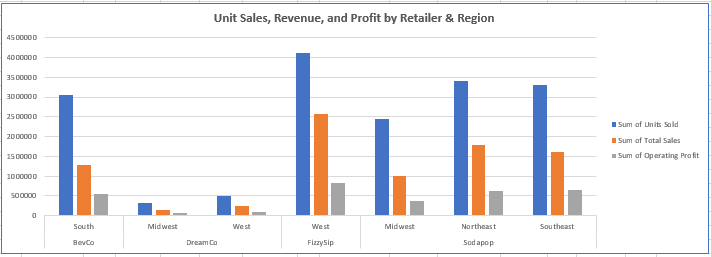 Unit Sales, Revenue, and Profit by Retailer & Region
4500000
4000000
3500000
3000000
2500000
2000000
1500000
1000000
500000
0
South
Midwest
West
West
Midwest
Northeast
Southeast
BevCo
DreamCo
FizzySip
Sodapop
Sum of Units Sold
Sum of Total Sales
Sum of Operating Profit